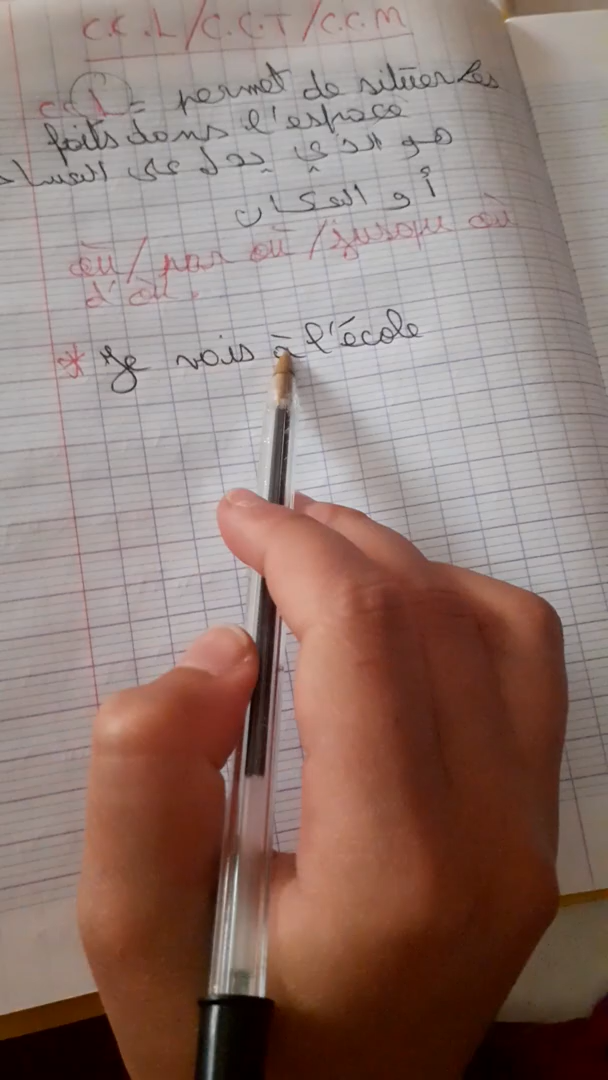 C.C.L/C.C.T/C.C.M
C.C.L = permet de situer les
faits dans l'espace
هو الذي يدل على
أو المكان
où/par où/jusqu'où
d'où.
* Je vais à l'école